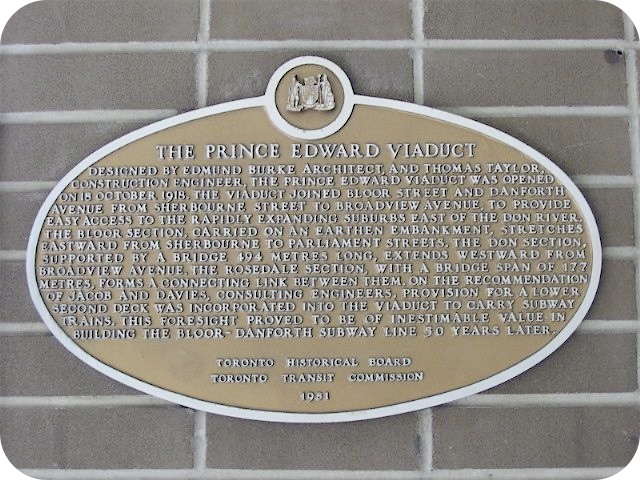 THE PRINCE EDWARD VIADUCT
DESIGNED BY EDMUND BURKE ARCHITECT, AND THOMAS TAYLOR,
CONSTRUCTION ENGINEER, THE PRINCE EDWARD VIADUCT WAS OPENED
ON 18 OCTOBER 1918. THE VIADUCT JOINED BLOOR STREET AND DANFORTH
AVENUE FROM SHERBOURNE STREET TO BROADVIEW AVENUE, TO PROVIDE
EASY ACCESS TO THE RAPIDLY EXPANDING SUBURBS EAST OF THE DON RIVER.
THE BLOOR SECTION, CARRIED ON AN EARTHEN EMBANKMENT, STRETCHES
EASTWARD FROM SHERBOURNE TO PARLIAMENT STREETS. THE DON SECTION,
SUPPORTED BY A BRIDGE 494 METRES LONG, EXTENDS WESTWARD FROM
BROADVIEW AVENUE. THE ROSEDALE SECTION, WITH A BRIDGE SPAN OF 177
METRES, FORMS A CONNECTING LINK BETWEEN THEM. ON THE RECOMMENDATION
OF JACOB AND DAVIES, CONSULTING ENGINEERS, PROVISION FOR A LOWER
SECOND DECK WAS INCORPORATED INTO THE VIADUCT TO CARRY SUBWAY
TRAINS. THIS FORESIGHT PROVED TO BE OF INESTIMABLE VALUE IN
BUILDING THE BLOOR-DANFORTH SUBWAY LINE 50 YEARS LATER.
TORONTO HISTORICAL BOARD
TORONTO TRANSIT COMMISSION
1981